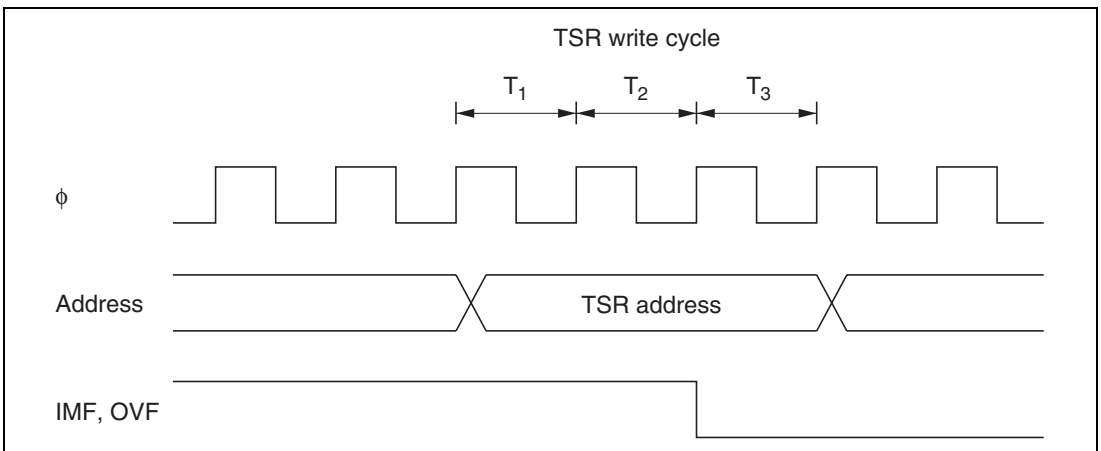 TSR write cycle
T1 T2 T3
ϕ
Address TSR address
IMF, OVF